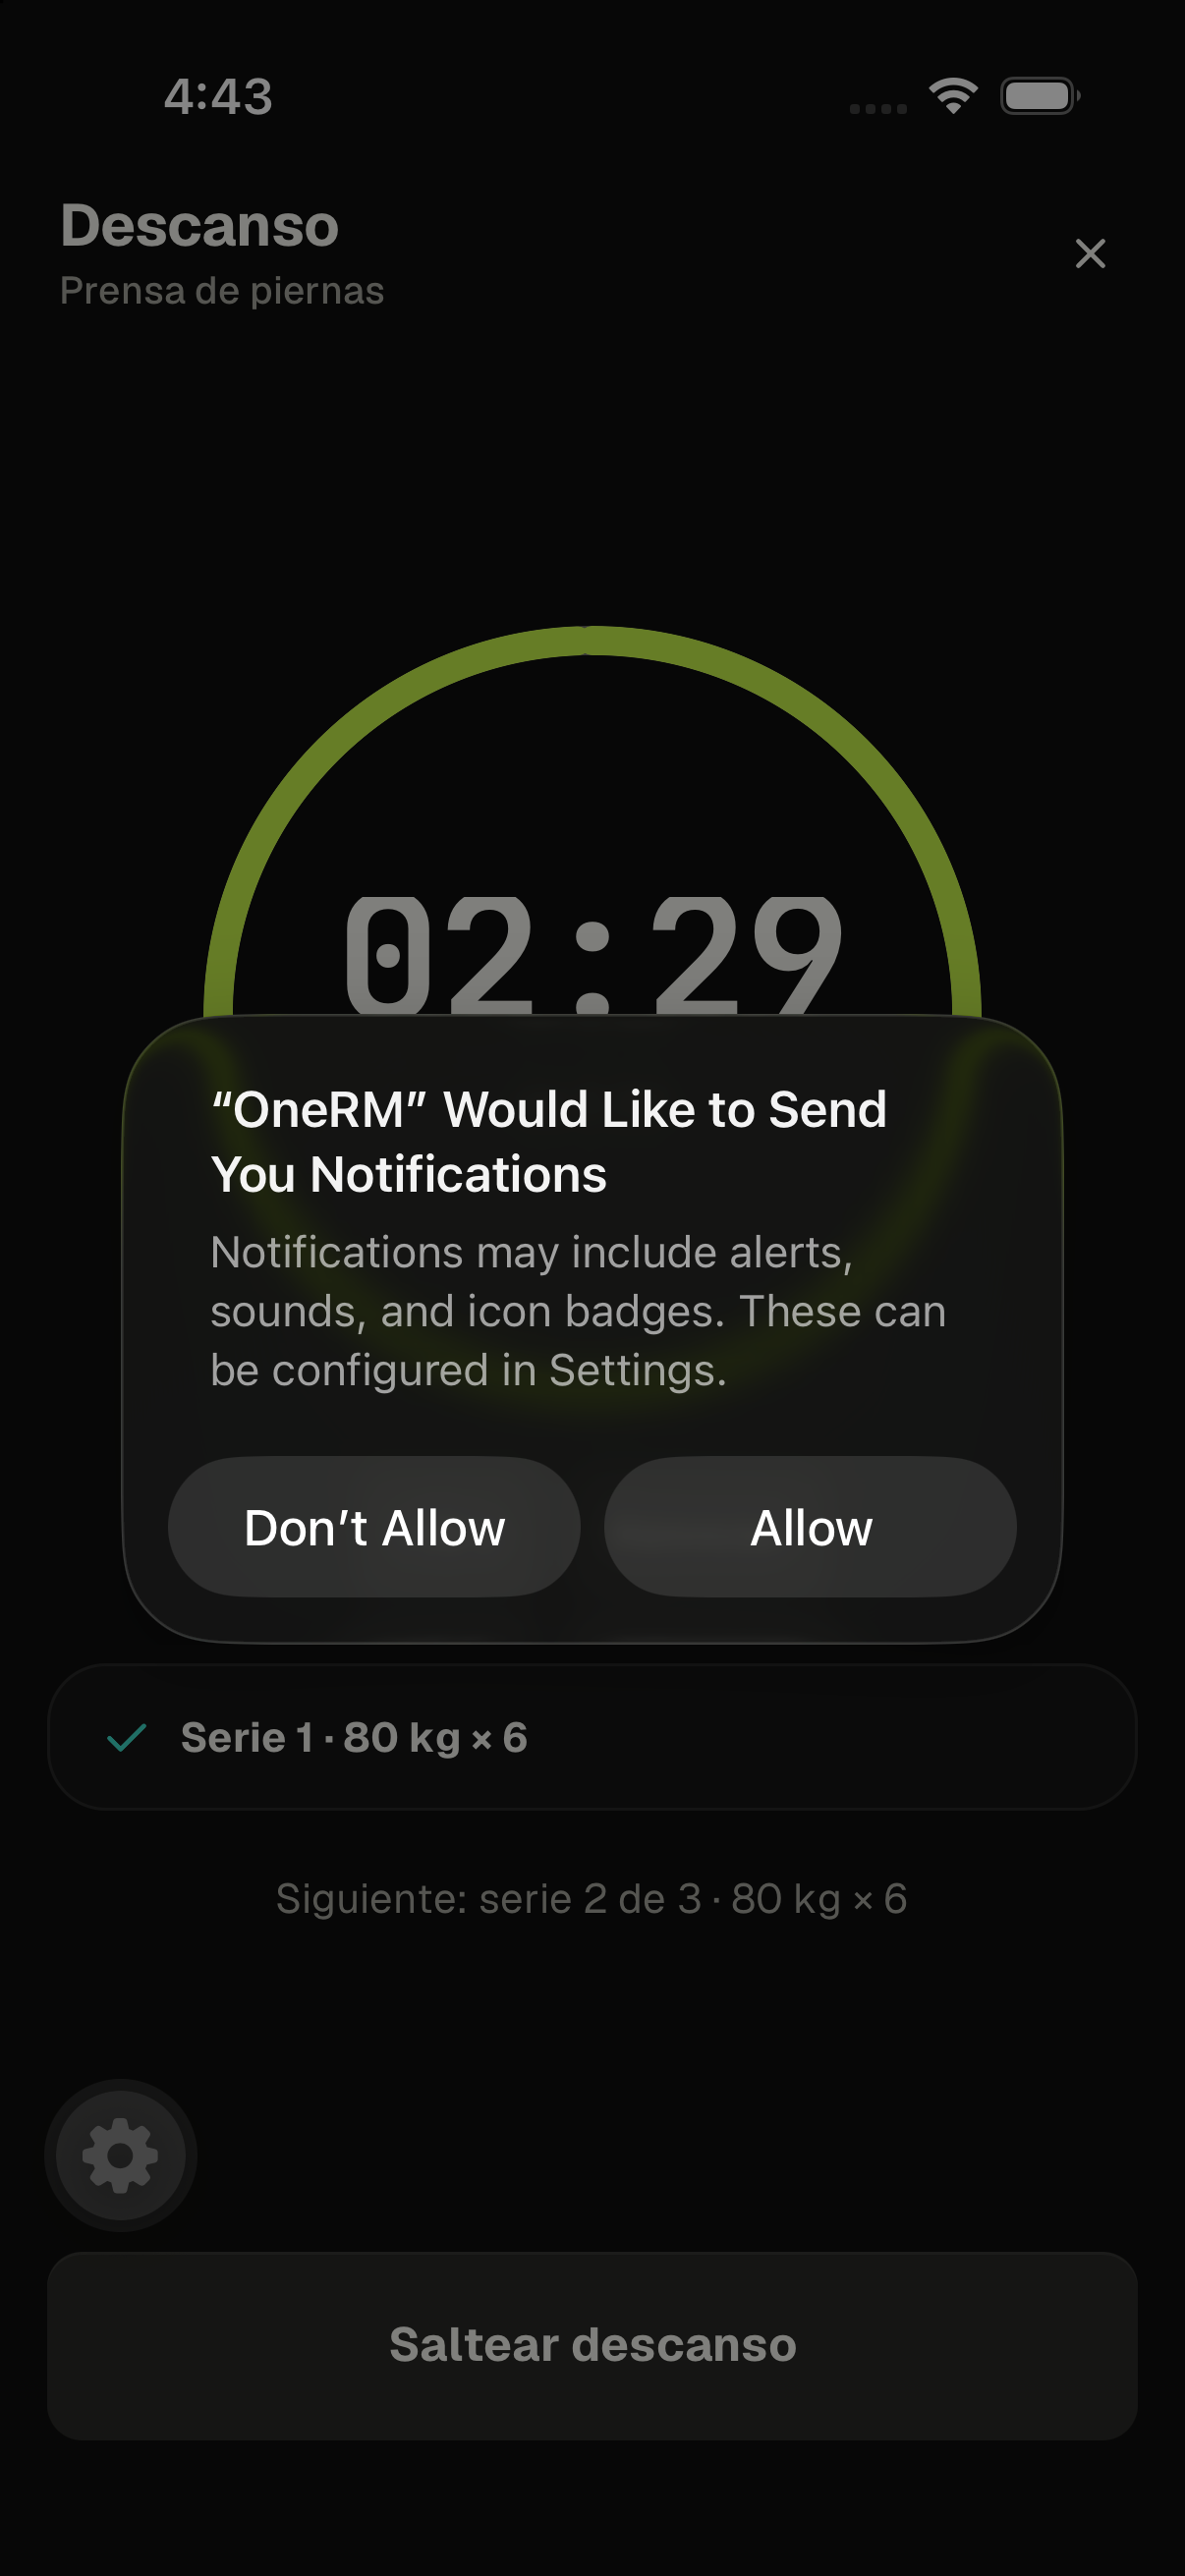 4:43
Descanso
Prensa de piernas
02:29
“OneRM” Would Like to Send
You Notifications
Notifications may include alerts,
sounds, and icon badges. These can
be configured in Settings.
Don’t Allow
Allow
Serie 1 · 80 kg × 6
Siguiente: serie 2 de 3 · 80 kg × 6
Saltear descanso